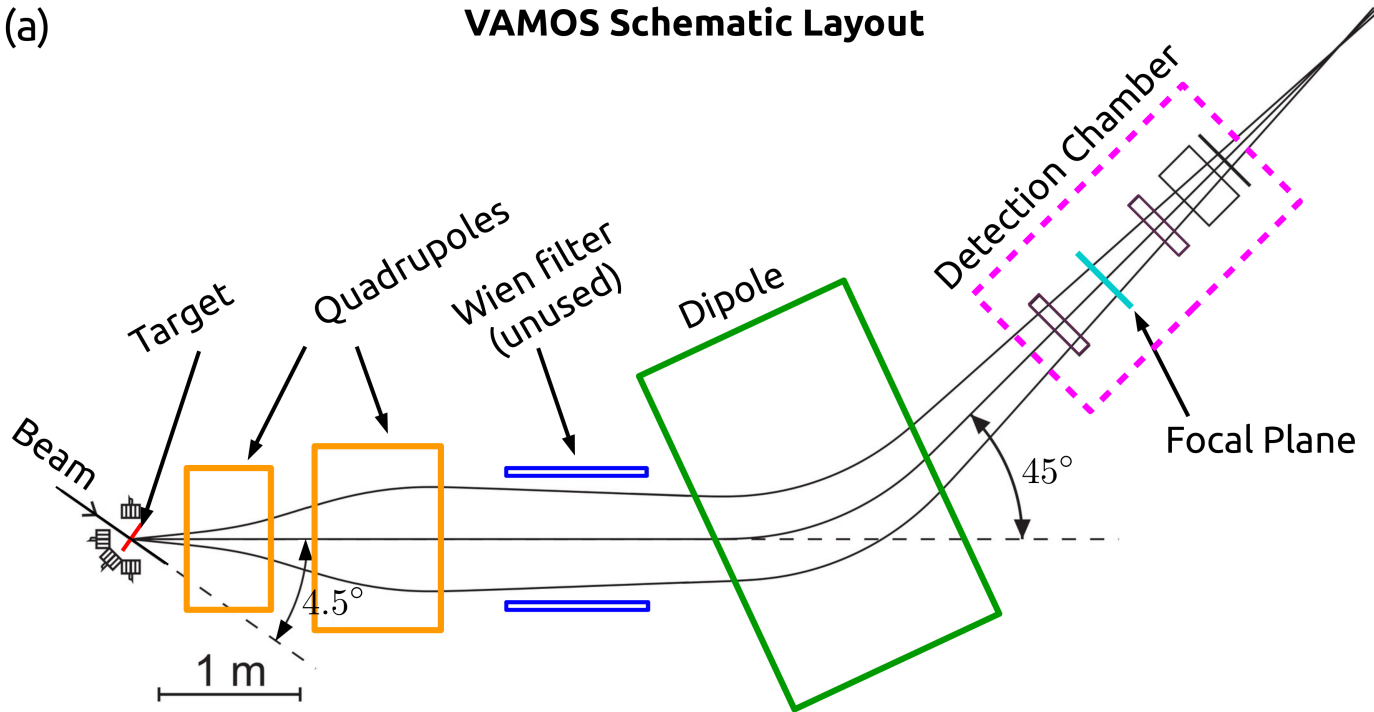 (a)
VAMOS Schematic Layout
Detection Chamber
Quadrupoles
Wien filter
(unused)
Dipole
Target
Beam
Focal Plane
45°
4.5°
1 m